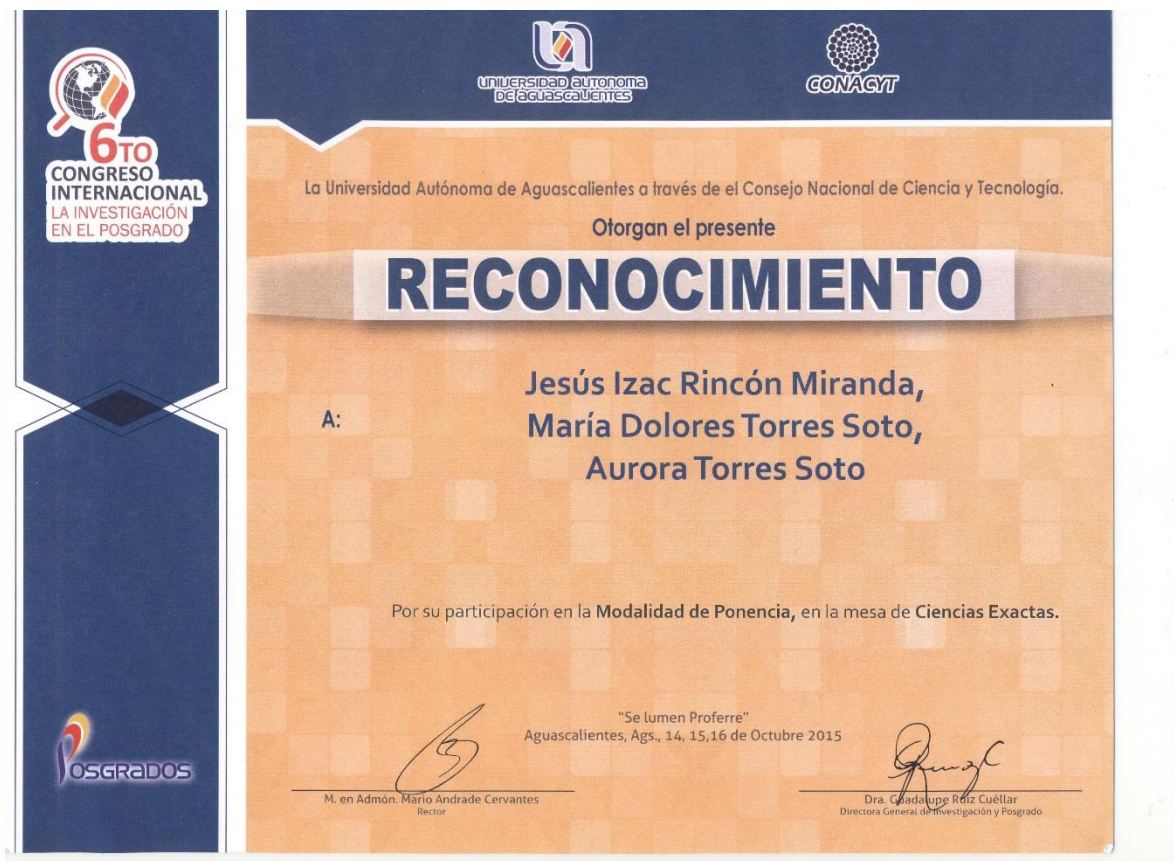 UNIVERSIDAD AUTONOMA
DE AGUASCALIENTES
CONACYT
6TO
CONGRESO
INTERNACIONAL
LA INVESTIGACIÓN
EN EL POSGRADO
La Universidad Autónoma de Aguascalientes a través de el Consejo Nacional de Ciencia y Tecnología.
Otorgan el presente
RECONOCIMIENTO
A:
Jesús Izac Rincón Miranda,
María Dolores Torres Soto,
Aurora Torres Soto
Por su participación en la Modalidad de Ponencia, en la mesa de Ciencias Exactas.
"Se lumen Proferre"
Aguascalientes, Ags., 14, 15,16 de Octubre 2015
M. en Admón. Mario Andrade Cervantes
Rector
Dra. Guadalupe Ruiz Cuéllar
Directora General de Investigación y Posgrado
POSGRADOS